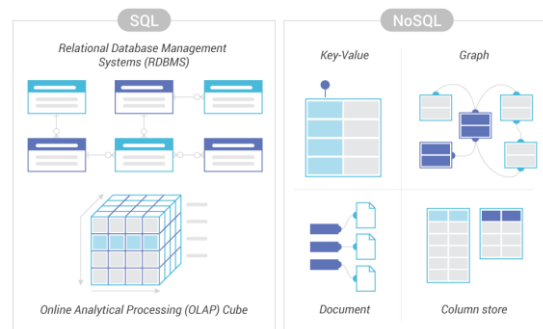 SQL
Relational Database Management
Systems (RDBMS)
Online Analytical Processing (OLAP) Cube
NoSQL
Key-Value
Graph
Document
Column store